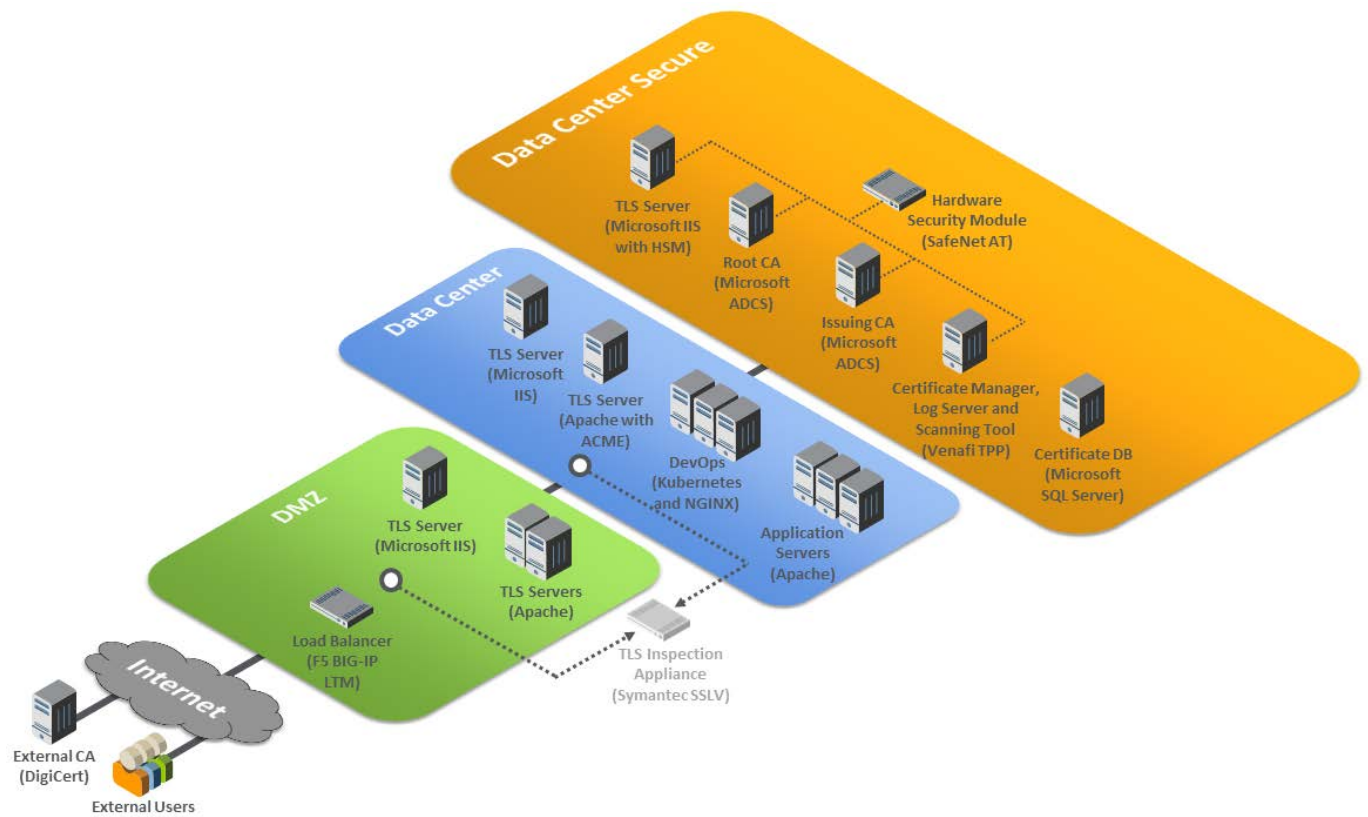 Data Center Secure
TLS Server
(Microsoft IIS
with HSM)
Hardware
Security Module
(SafeNet AT)
Root CA
(Microsoft
ADCS)
Issuing CA
(Microsoft
ADCS)
Certificate Manager,
Log Server and
Scanning Tool
(Venafi TPP)
Certificate DB
(Microsoft
SQL Server)
Data Center
TLS Server
(Microsoft
IIS)
TLS Server
(Apache with
ACME)
DevOps
(Kubernetes
and NGINX)
Application
Servers
(Apache)
DMZ
TLS Server
(Microsoft IIS)
TLS Servers
(Apache)
Load Balancer
(F5 BIG-IP
LTM)
TLS Inspection
Appliance
(Symantec SSLV)
Internet
External CA
(DigiCert)
External Users